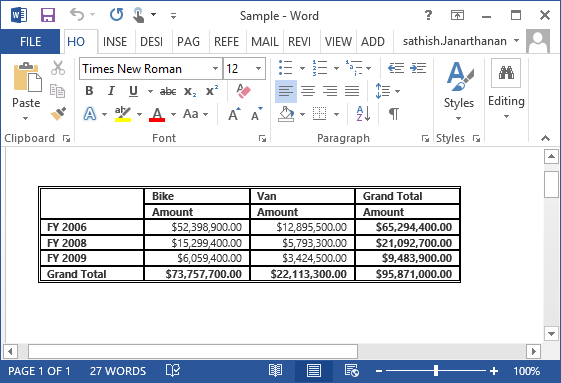 Sample - Word
FILE HO INSE DESI PAG REFE MAIL REVI VIEW ADD sathish.Janarthanan
Times New Roman 12
Paste Styles Editing
Clipboard Font Paragraph Styles
Bike Van Grand Total
Amount Amount Amount
FY 2006 $52,398,900.00 $12,895,500.00 $65,294,400.00
FY 2008 $15,299,400.00 $5,793,300.00 $21,092,700.00
FY 2009 $6,059,400.00 $3,424,500.00 $9,483,900.00
Grand Total $73,757,700.00 $22,113,300.00 $95,871,000.00
PAGE 1 OF 1 27 WORDS 100%